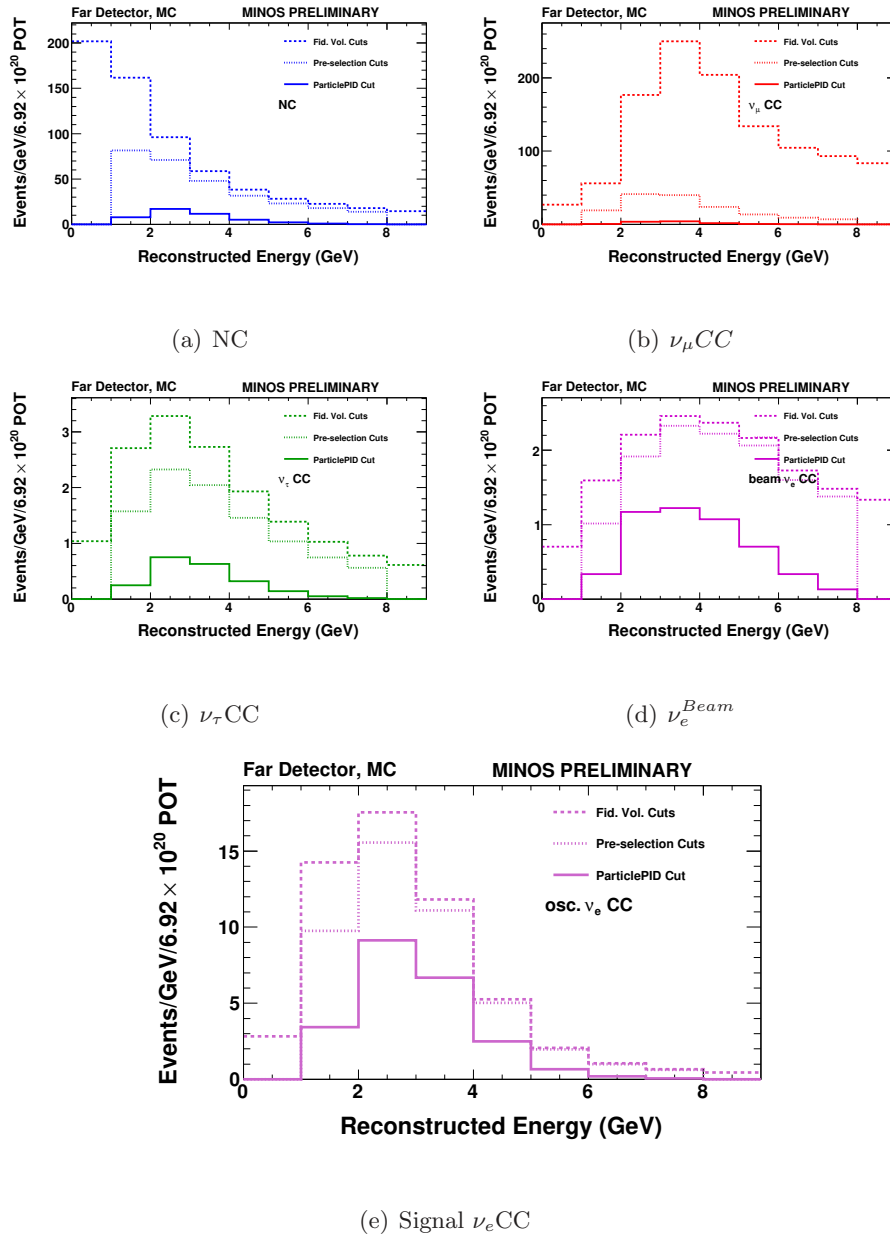 Far Detector, MC MINOS PRELIMINARY
Events/GeV/6.92 × 10²⁰ POT
200
150
100
50
0
Fid. Vol. Cuts
Pre-selection Cuts
ParticlePID Cut
NC
0 2 4 6 8
Reconstructed Energy (GeV)
(a) NC
Far Detector, MC MINOS PRELIMINARY
Events/GeV/6.92 × 10²⁰ POT
200
100
0
Fid. Vol. Cuts
Pre-selection Cuts
ParticlePID Cut
νμ CC
0 2 4 6 8
Reconstructed Energy (GeV)
(b) νμCC
Far Detector, MC MINOS PRELIMINARY
Events/GeV/6.92 × 10²⁰ POT
3
2
1
0
Fid. Vol. Cuts
Pre-selection Cuts
ParticlePID Cut
ντ CC
0 2 4 6 8
Reconstructed Energy (GeV)
(c) ντCC
Far Detector, MC MINOS PRELIMINARY
Events/GeV/6.92 × 10²⁰ POT
2
1
0
Fid. Vol. Cuts
Pre-selection Cuts
ParticlePID Cut
beam νe CC
0 2 4 6 8
Reconstructed Energy (GeV)
(d) νe^Beam
Far Detector, MC MINOS PRELIMINARY
Events/GeV/6.92 × 10²⁰ POT
15
10
5
0
Fid. Vol. Cuts
Pre-selection Cuts
ParticlePID Cut
osc. νe CC
0 2 4 6 8
Reconstructed Energy (GeV)
(e) Signal νeCC